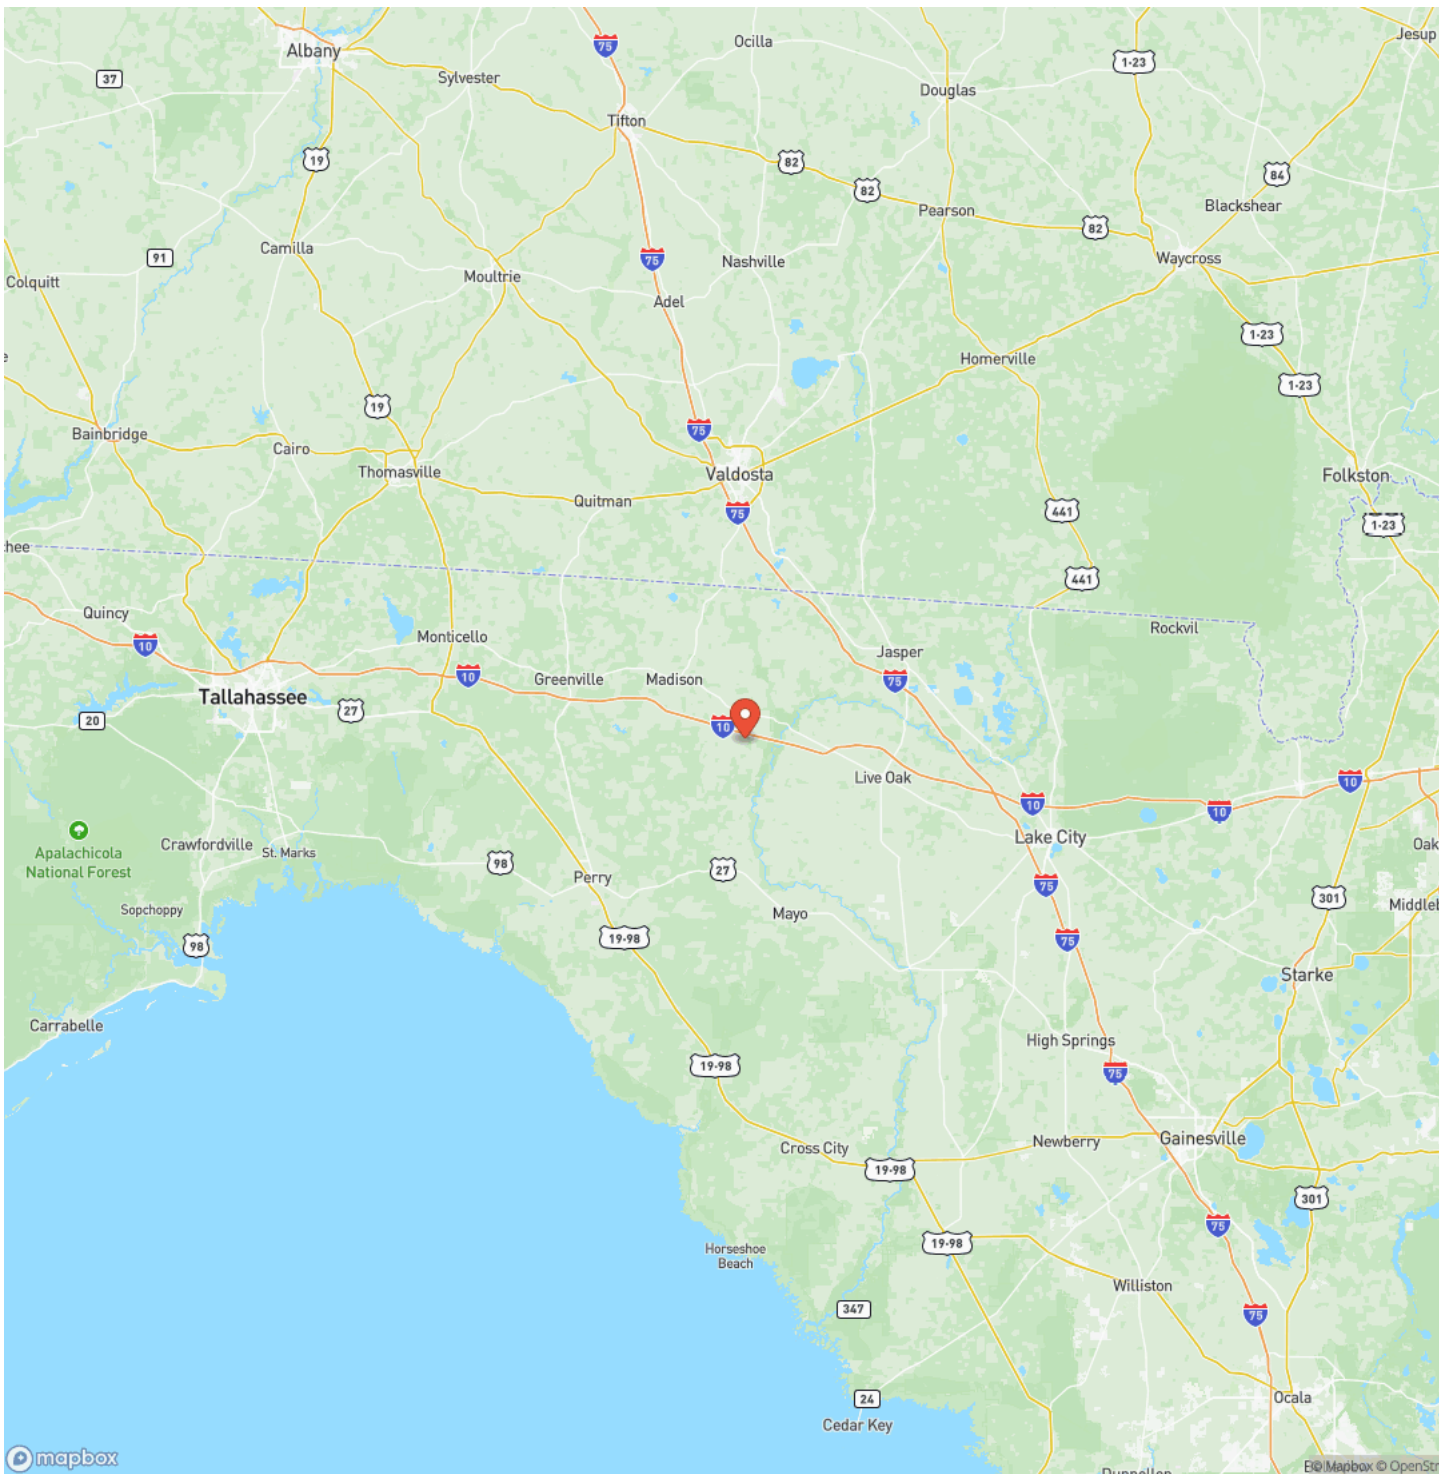 Albany
75
Ocilla
Jesup
1-23
37
Sylvester
Douglas
Tifton
19
82
82
84
Blackshear
Pearson
82
Camilla
91
Moultrie
75
Nashville
Waycross
Colquitt
Adel
1-23
Homerville
1-23
19
75
Bainbridge
Cairo
Thomasville
Valdosta
Folkston
Quitman
75
441
1-23
hee
441
Quincy
10
Monticello
Rockvil
Jasper
10
Greenville
Madison
75
Tallahassee
27
20
10
Live Oak
10
10
10
Lake City
Apalachicola
National Forest
Crawfordville
St. Marks
98
Perry
27
75
301
Oak
Sopchoppy
Mayo
98
19-98
75
Starke
Carrabelle
High Springs
19-98
75
Cross City
Newberry
Gainesville
19-98
301
75
19-98
Horseshoe
Beach
Williston
347
75
24
Cedar Key
Ocala
mapbox
© Mapbox © OpenStr